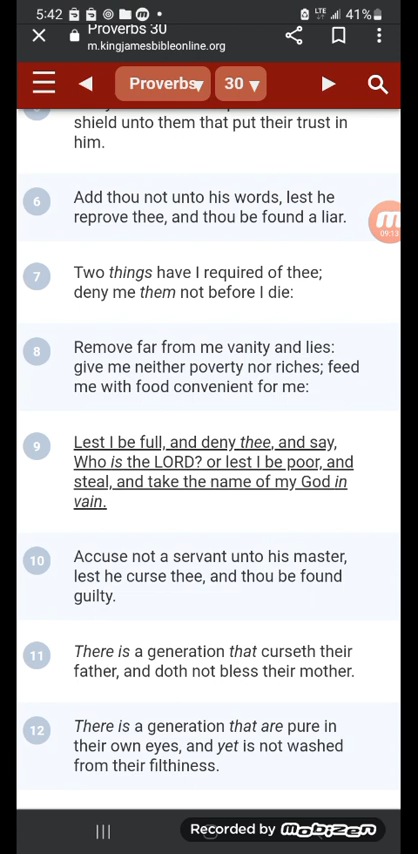 5:42
LTE 41%
Proverbs 30
m.kingjamesbibleonline.org
Proverbs 30
shield unto them that put their trust in
him.
6 Add thou not unto his words, lest he
reprove thee, and thou be found a liar.
09:13
7 Two things have I required of thee;
deny me them not before I die:
8 Remove far from me vanity and lies:
give me neither poverty nor riches; feed
me with food convenient for me:
9 Lest I be full, and deny thee, and say,
Who is the LORD? or lest I be poor, and
steal, and take the name of my God in
vain.
10 Accuse not a servant unto his master,
lest he curse thee, and thou be found
guilty.
11 There is a generation that curseth their
father, and doth not bless their mother.
12 There is a generation that are pure in
their own eyes, and yet is not washed
from their filthiness.
Recorded by mobizen